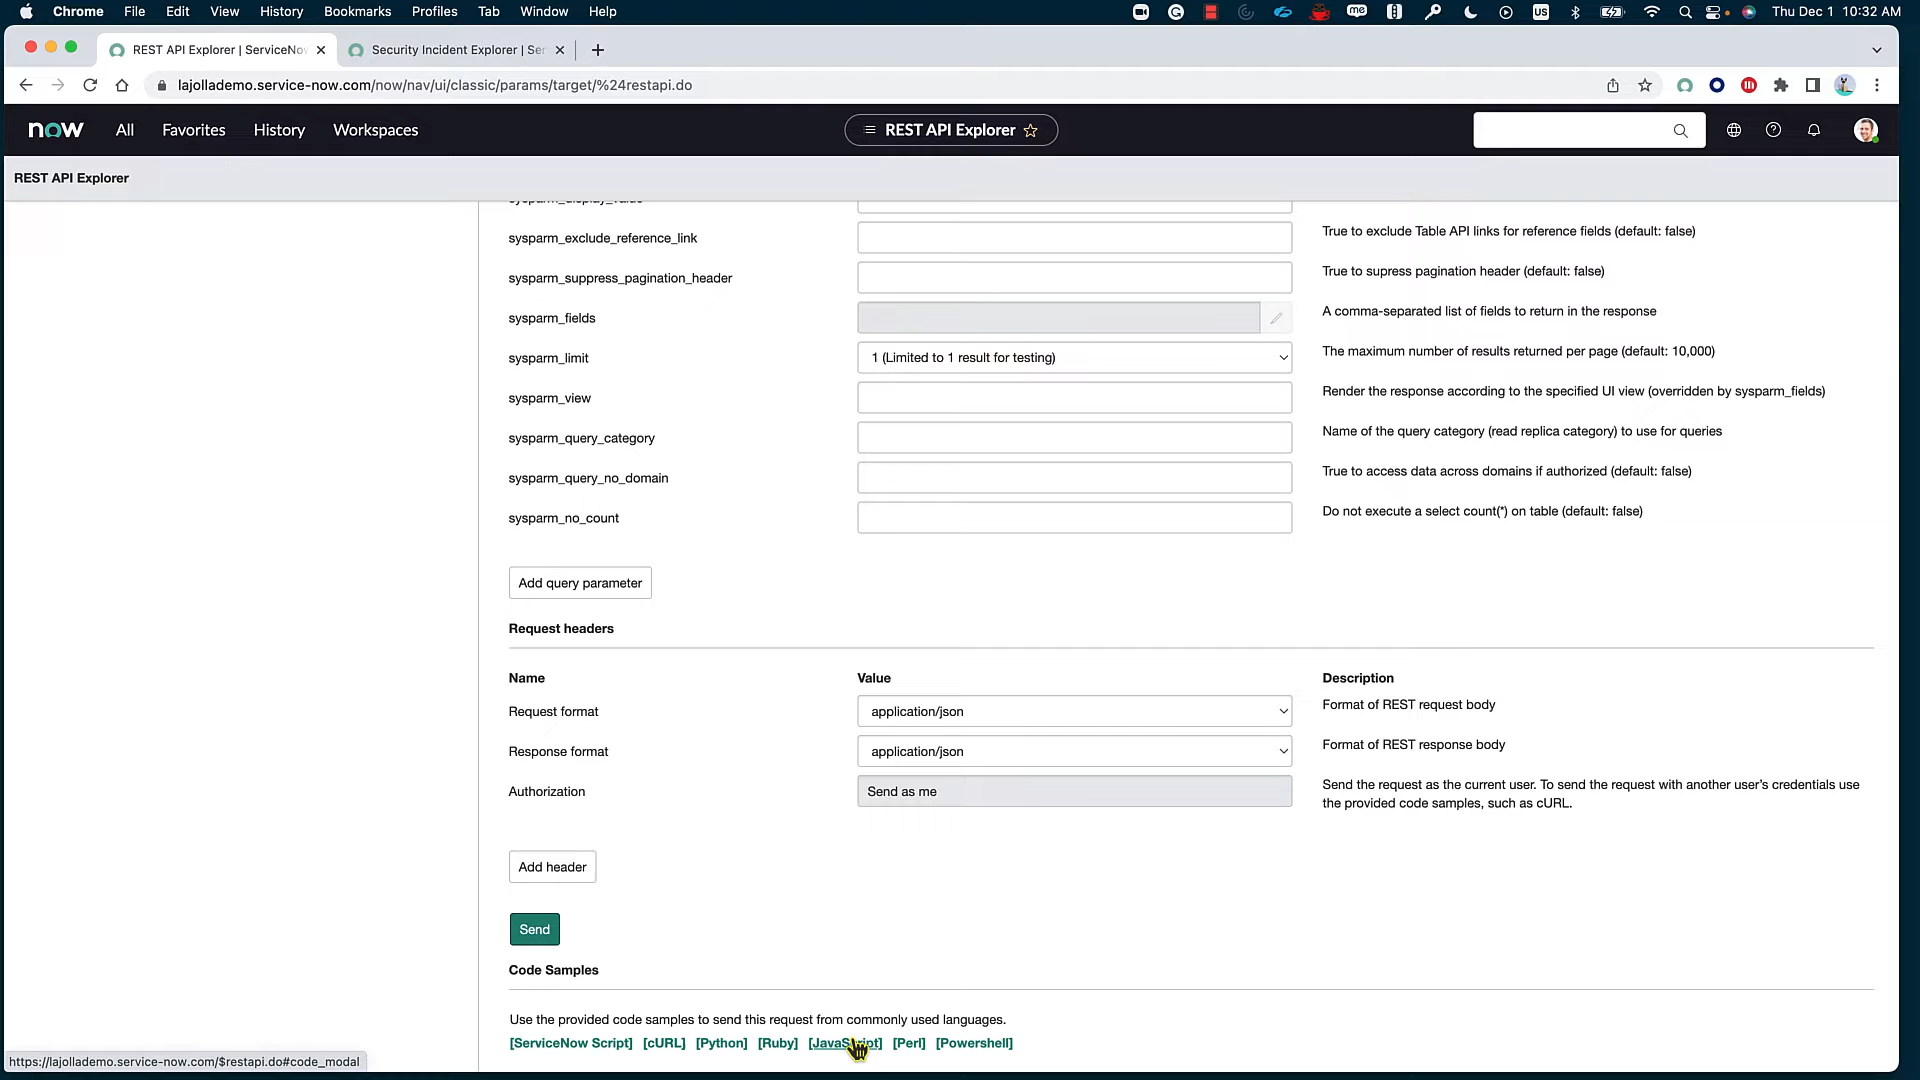 Chrome File Edit View History Bookmarks Profiles Tab Window Help me US Thu Dec 1 10:32 AM
REST API Explorer | ServiceNo Security Incident Explorer | Ser
lajollademo.service-now.com/now/nav/ui/classic/params/target/%24restapi.do
now All Favorites History Workspaces REST API Explorer
REST API Explorer
sysparm_display_value
sysparm_exclude_reference_link True to exclude Table API links for reference fields (default: false)
sysparm_suppress_pagination_header True to supress pagination header (default: false)
sysparm_fields A comma-separated list of fields to return in the response
sysparm_limit 1 (Limited to 1 result for testing) The maximum number of results returned per page (default: 10,000)
sysparm_view Render the response according to the specified UI view (overridden by sysparm_fields)
sysparm_query_category Name of the query category (read replica category) to use for queries
sysparm_query_no_domain True to access data across domains if authorized (default: false)
sysparm_no_count Do not execute a select count(*) on table (default: false)
Add query parameter
Request headers
Name Value Description
Request format application/json Format of REST request body
Response format application/json Format of REST response body
Authorization Send as me Send the request as the current user. To send the request with another user's credentials use
the provided code samples, such as cURL.
Add header
Send
Code Samples
Use the provided code samples to send this request from commonly used languages.
[ServiceNow Script] [cURL] [Python] [Ruby] [JavaScript] [Perl] [Powershell]
https://lajollademo.service-now.com/$restapi.do#code_modal